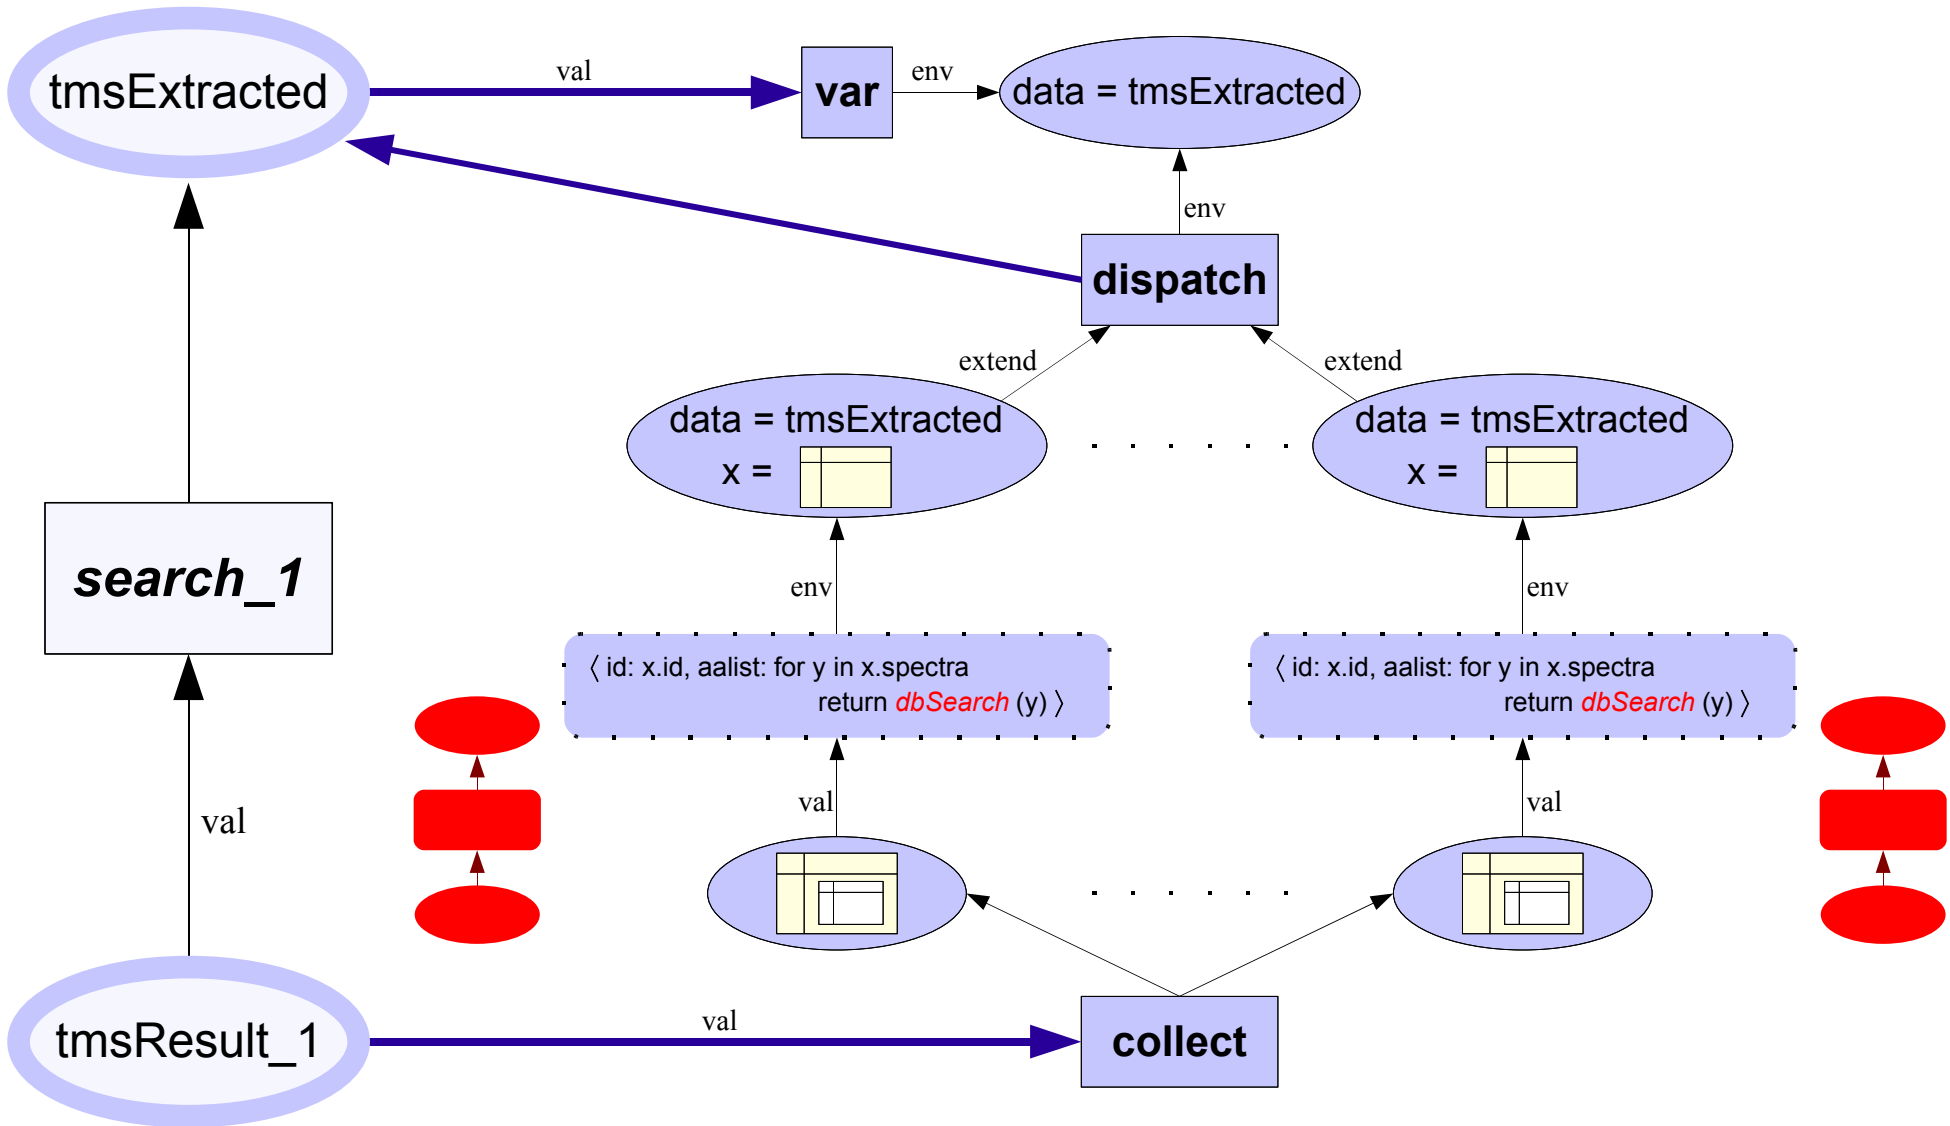 tmsExtracted
val
var
env
data = tmsExtracted
env
dispatch
extend
extend
data = tmsExtracted
x =
data = tmsExtracted
x =
search_1
env
env
⟨ id: x.id, aalist: for y in x.spectra
return dbSearch (y) ⟩
⟨ id: x.id, aalist: for y in x.spectra
return dbSearch (y) ⟩
val
val
val
tmsResult_1
val
collect